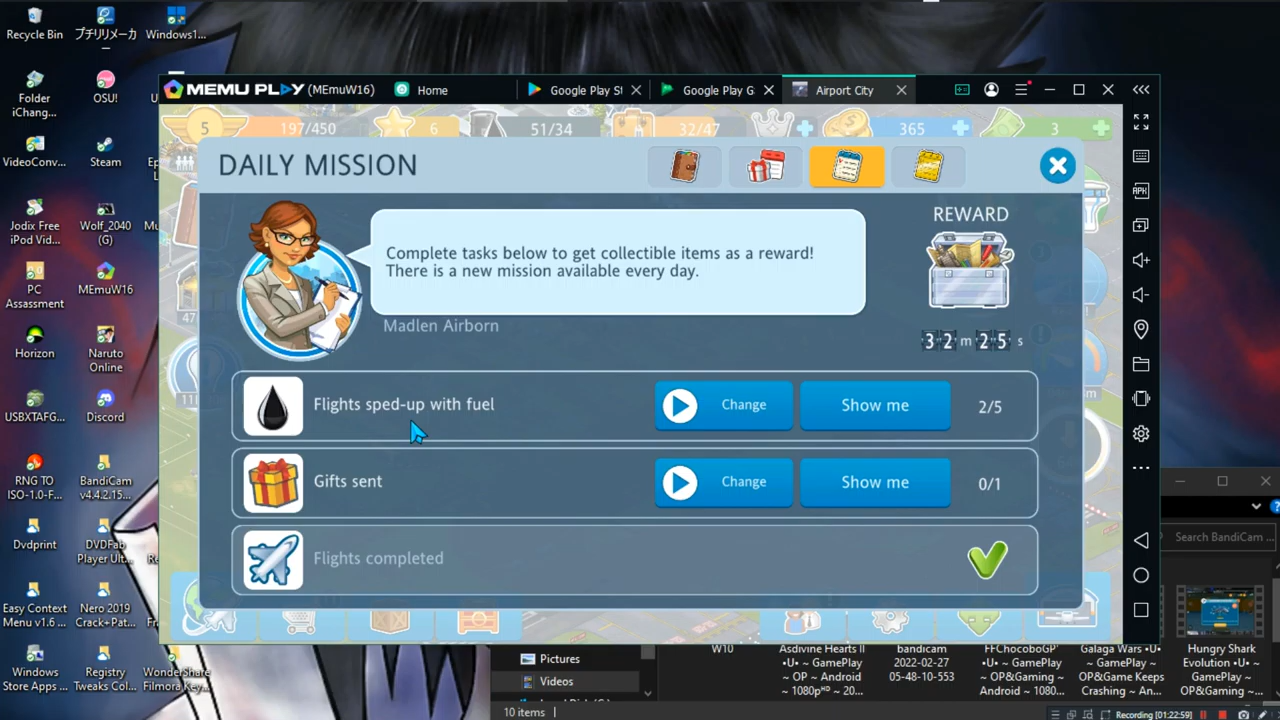 Recycle Bin
プチリリメーカー
Windows1...
Folder iChang...
OSU!
VideoConv...
Steam
Jodix Free iPod Vid...
Wolf_2040 (G)
PC Assassment
MEmuW16
Horizon
Naruto Online
USBXTAFG...
Discord
RNG TO ISO-1.0-F...
BandiCam v4.4.2.15...
Dvdprint
DVDFab Player Ult...
Easy Context Menu v1.6 ...
Nero 2019 Crack+Pat...
Windows Store Apps ...
Registry Tweaks Col...
WonderShare Filmora Key...
MEMU PLAY (MEmuW16)
Home
Google Play St
Google Play G
Airport City
5
197/450
6
51/34
32/47
365
3
DAILY MISSION
Complete tasks below to get collectible items as a reward!
There is a new mission available every day.
Madlen Airborn
REWARD
32 m 25 s
Flights sped-up with fuel
Change
Show me
2/5
Gifts sent
Change
Show me
0/1
Flights completed
APK
Search BandiCam ...
Pictures
Videos
10 items
W10
Asdivine Hearts II
•U• ~ GamePlay
~ OP ~ Android
~ 1080pᴴᴰ ~ 20...
bandicam
2022-02-27
05-48-10-553
FFChocoboGP'
•U• ~ GamePlay
~ OP&Gaming ~
Android ~ 1080...
Galaga Wars •U•
~ GamePlay ~
OP&Game Keeps
Crashing ~ An...
Hungry Shark
Evolution •U• ~
GamePlay ~
OP&Gaming ~...
Recording [01:22:59]